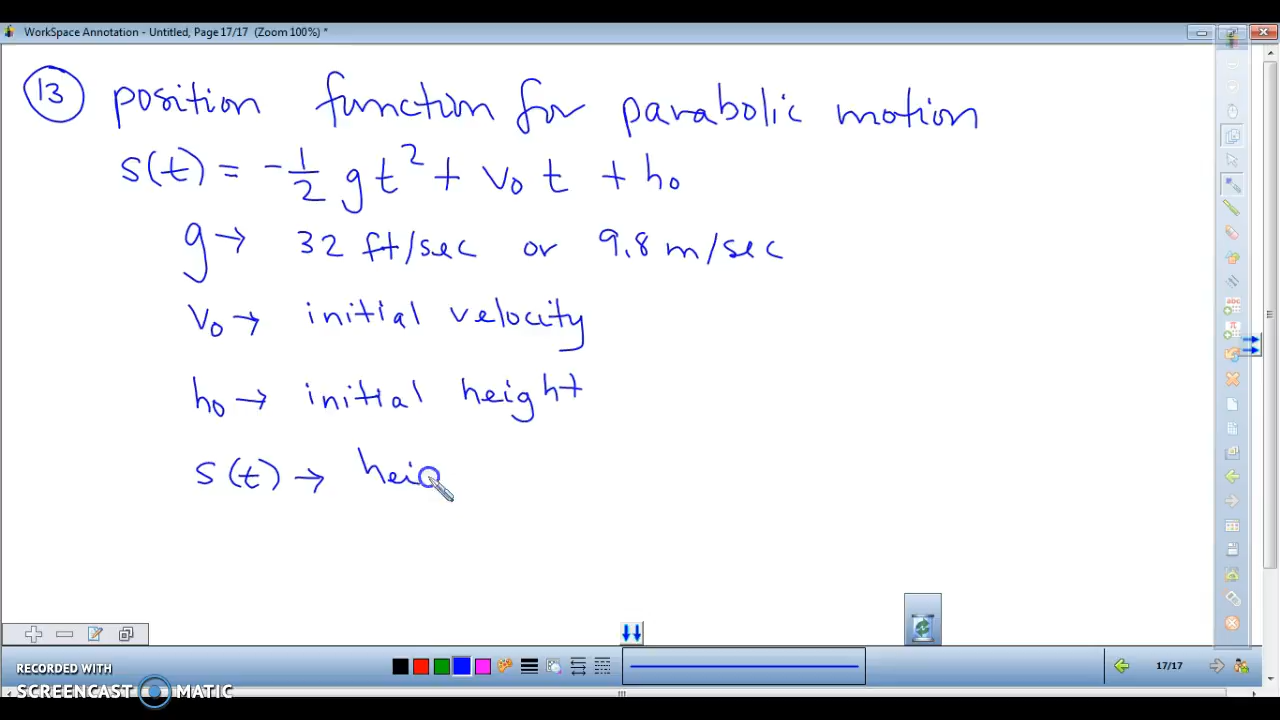 WorkSpace Annotation - Untitled, Page 17/17 (Zoom 100%) *
13 position function for parabolic motion
s(t) = -1/2 g t² + v₀ t + h₀
g → 32 ft/sec or 9.8 m/sec
v₀ → initial velocity
h₀ → initial height
s(t) → heig
abc
π
RECORDED WITH
SCREENCAST MATIC
17/17